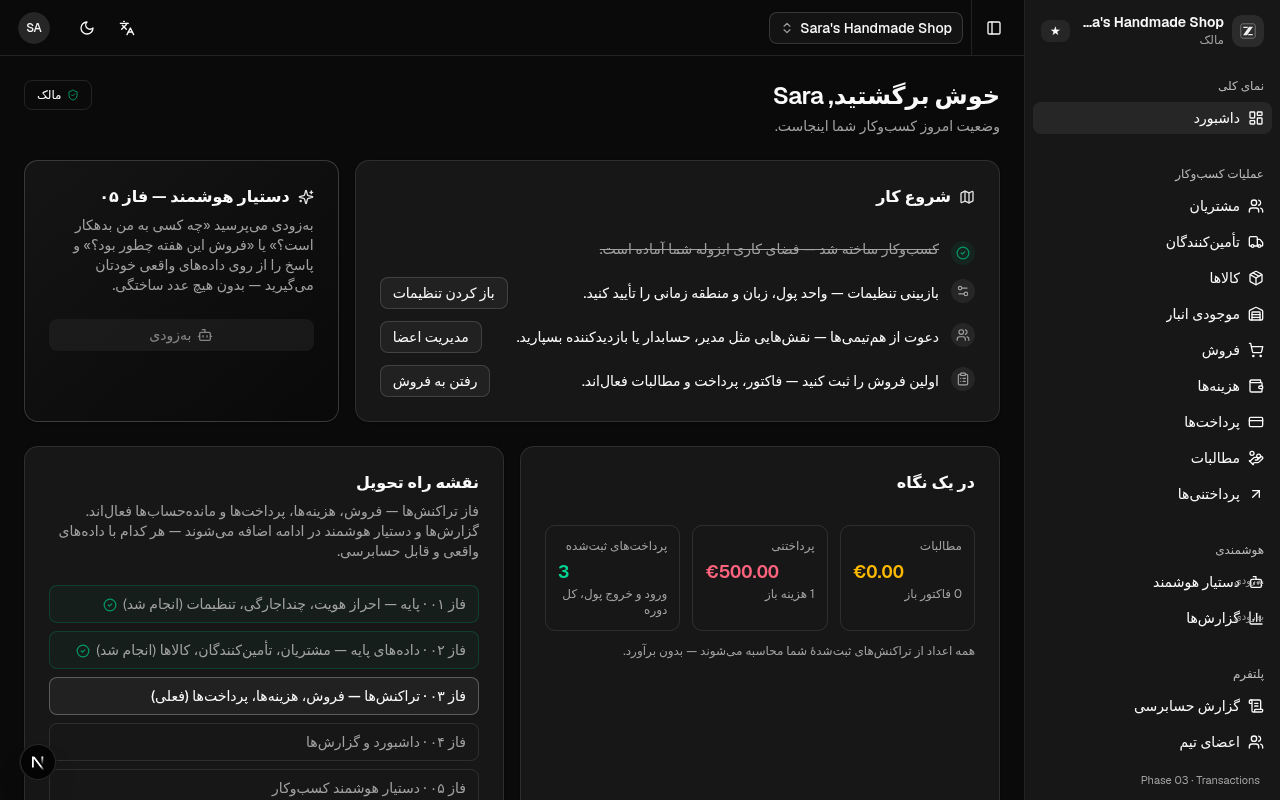 ...a's Handmade Shop
مالک
نمای کلی
داشبورد
عملیات کسب‌وکار
مشتریان
تأمین‌کنندگان
کالاها
موجودی انبار
فروش
هزینه‌ها
پرداخت‌ها
مطالبات
پرداختنی‌ها
هوشمندی
دستیار هوشمند
به‌زودی
گزارش‌ها
به‌زودی
پلتفرم
گزارش حسابرسی
اعضای تیم
Phase 03 · Transactions
Sara's Handmade Shop
SA
خوش برگشتید, Sara
وضعیت امروز کسب‌وکار شما اینجاست.
مالک
شروع کار
کسب‌وکار ساخته شد — فضای کاری ایزوله شما آماده است.
بازبینی تنظیمات — واحد پول، زبان و منطقه زمانی را تأیید کنید.
باز کردن تنظیمات
دعوت از هم‌تیمی‌ها — نقش‌هایی مثل مدیر، حسابدار یا بازدیدکننده بسپارید.
مدیریت اعضا
اولین فروش را ثبت کنید — فاکتور، پرداخت و مطالبات فعال‌اند.
رفتن به فروش
دستیار هوشمند — فاز ۰۵
به‌زودی می‌پرسید «چه کسی به من بدهکار
است؟» یا «فروش این هفته چطور بود؟» و
پاسخ را از روی داده‌های واقعی خودتان
می‌گیرید — بدون هیچ عدد ساختگی.
به‌زودی
در یک نگاه
مطالبات
€0.00
0 فاکتور باز
پرداختنی
€500.00
1 هزینه باز
پرداخت‌های ثبت‌شده
3
ورود و خروج پول، کل
دوره
همه اعداد از تراکنش‌های ثبت‌شدهٔ شما محاسبه می‌شوند — بدون برآورد.
نقشه راه تحویل
فاز تراکنش‌ها — فروش، هزینه‌ها، پرداخت‌ها و مانده‌حساب‌ها فعال‌اند.
گزارش‌ها و دستیار هوشمند در ادامه اضافه می‌شوند — هر کدام با داده‌های
واقعی و قابل حسابرسی.
فاز ۰۰۱ · پایه — احراز هویت، چنداجارگی، تنظیمات (انجام شد)
فاز ۰۰۲ · داده‌های پایه — مشتریان، تأمین‌کنندگان، کالاها (انجام شد)
فاز ۰۰۳ · تراکنش‌ها — فروش، هزینه‌ها، پرداخت‌ها (فعلی)
فاز ۰۰۴ · داشبورد و گزارش‌ها
فاز ۰۰۵ · دستیار هوشمند کسب‌وکار
N